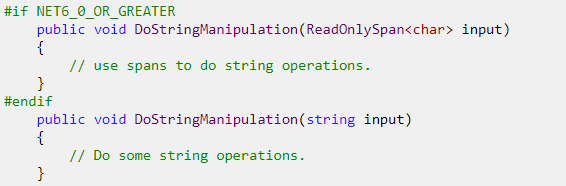 #if NET6_0_OR_GREATER
    public void DoStringManipulation(ReadOnlySpan<char> input)
    {
        // use spans to do string operations.
    }
#endif
    public void DoStringManipulation(string input)
    {
        // Do some string operations.
    }